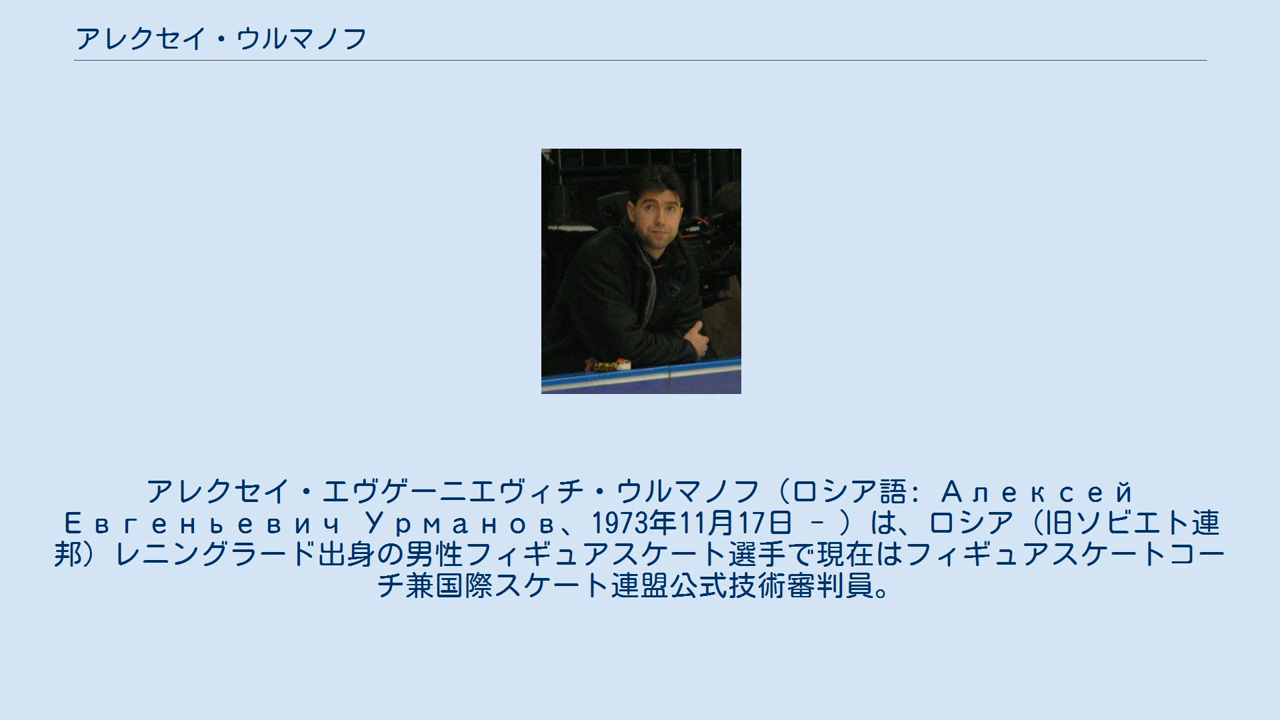 アレクセイ・ウルマノフ
アレクセイ・エヴゲーニエヴィチ・ウルマノフ（ロシア語: Алексей
Евгеньевич Урманов、1973年11月17日 - ）は、ロシア（旧ソビエト連
邦）レニングラード出身の男性フィギュアスケート選手で現在はフィギュアスケートコー
チ兼国際スケート連盟公式技術審判員。